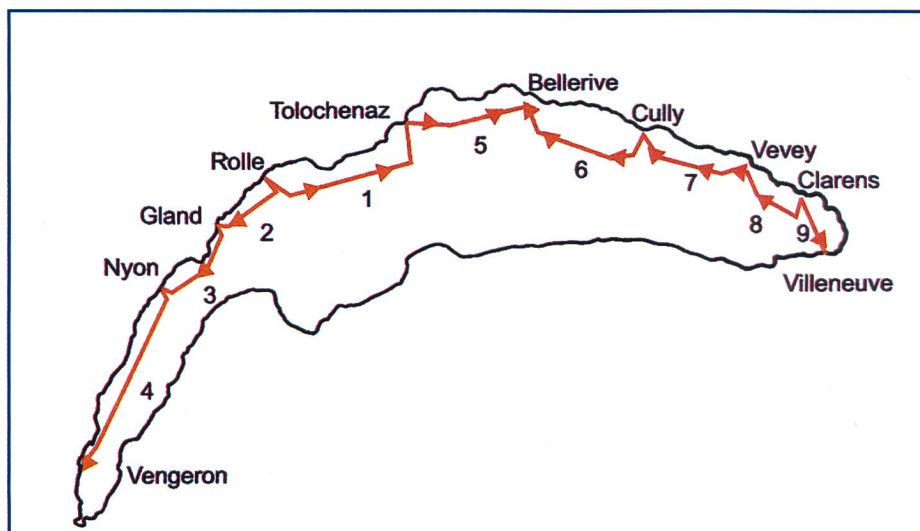 Bellerive
Tolochenaz
Cully
Rolle
5
Vevey
6
1
7
Clarens
Gland
2
8
9
Nyon
3
Villeneuve
4
Vengeron